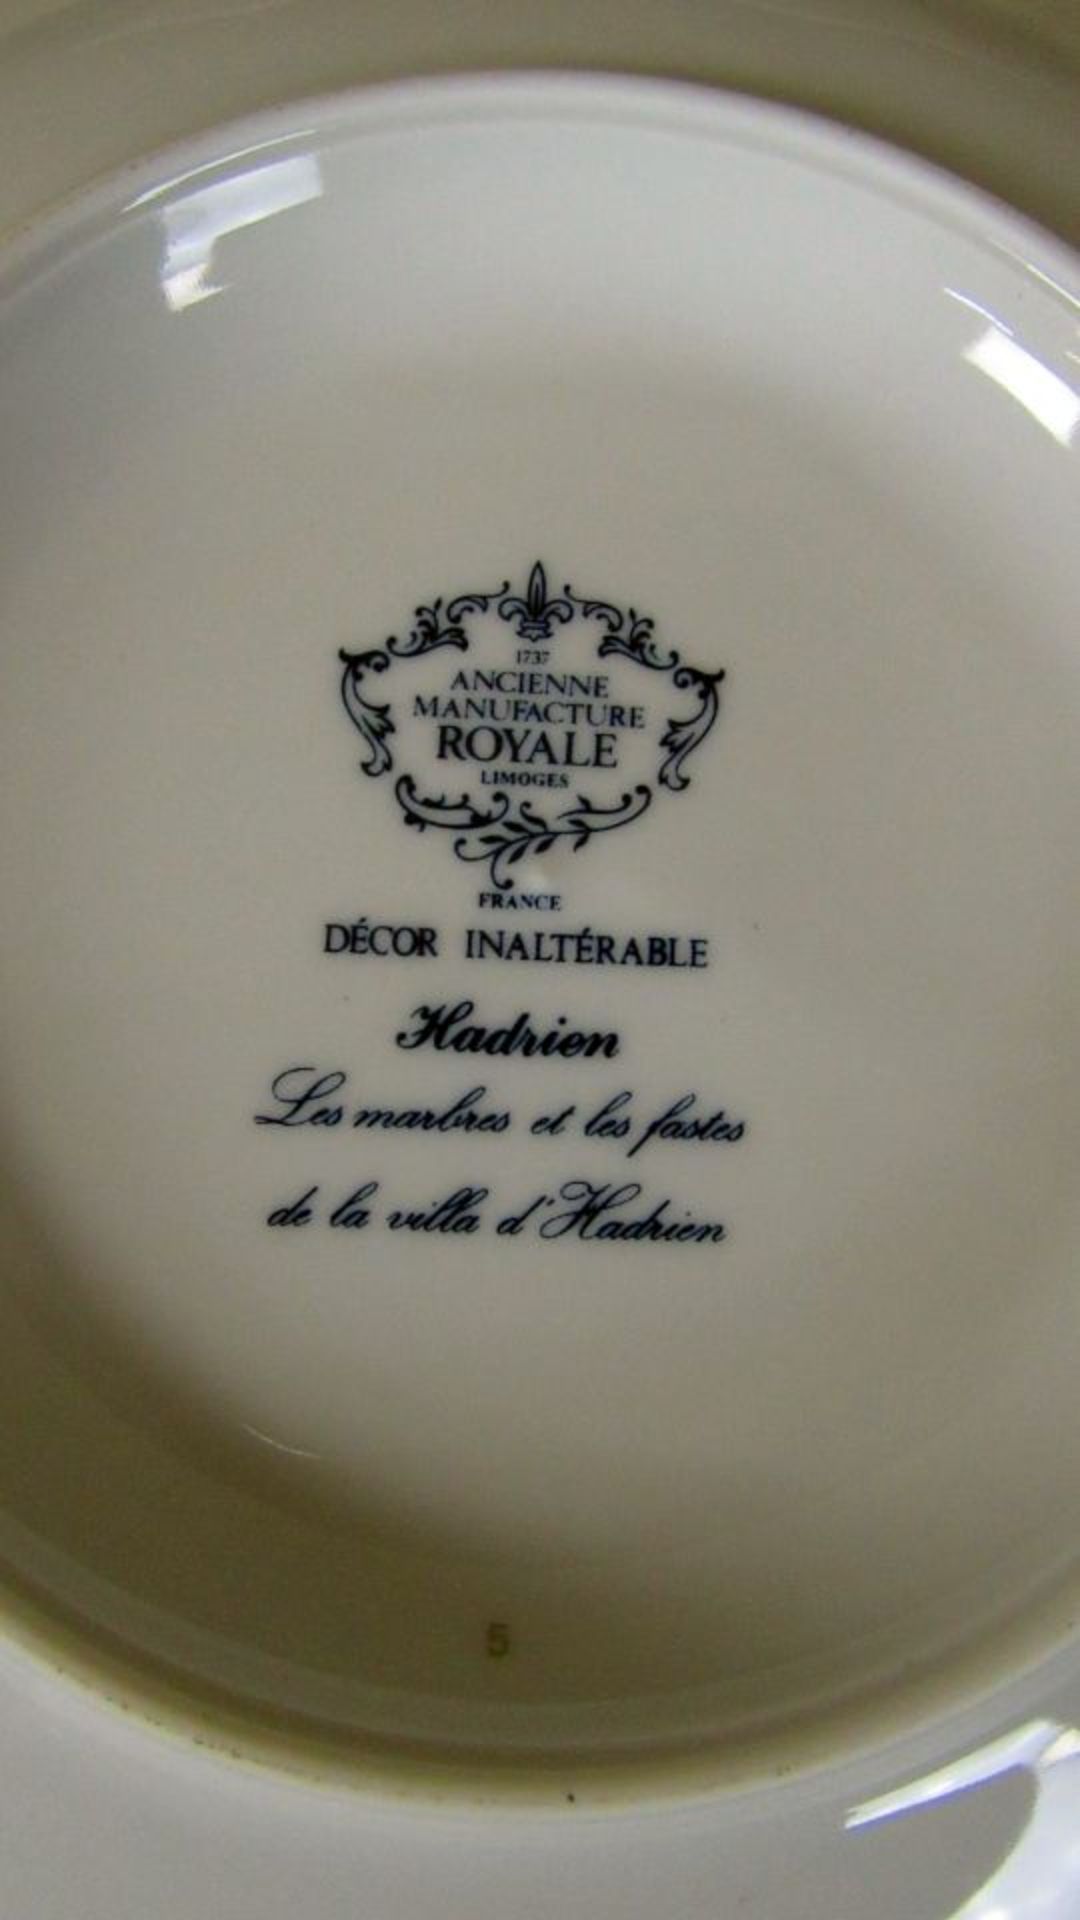 1737
ANCIENNE
MANUFACTURE
ROYALE
LIMOGES
FRANCE
DÉCOR INALTÉRABLE
Hadrien
Les marbres et les fastes
de la villa d'Hadrien
5